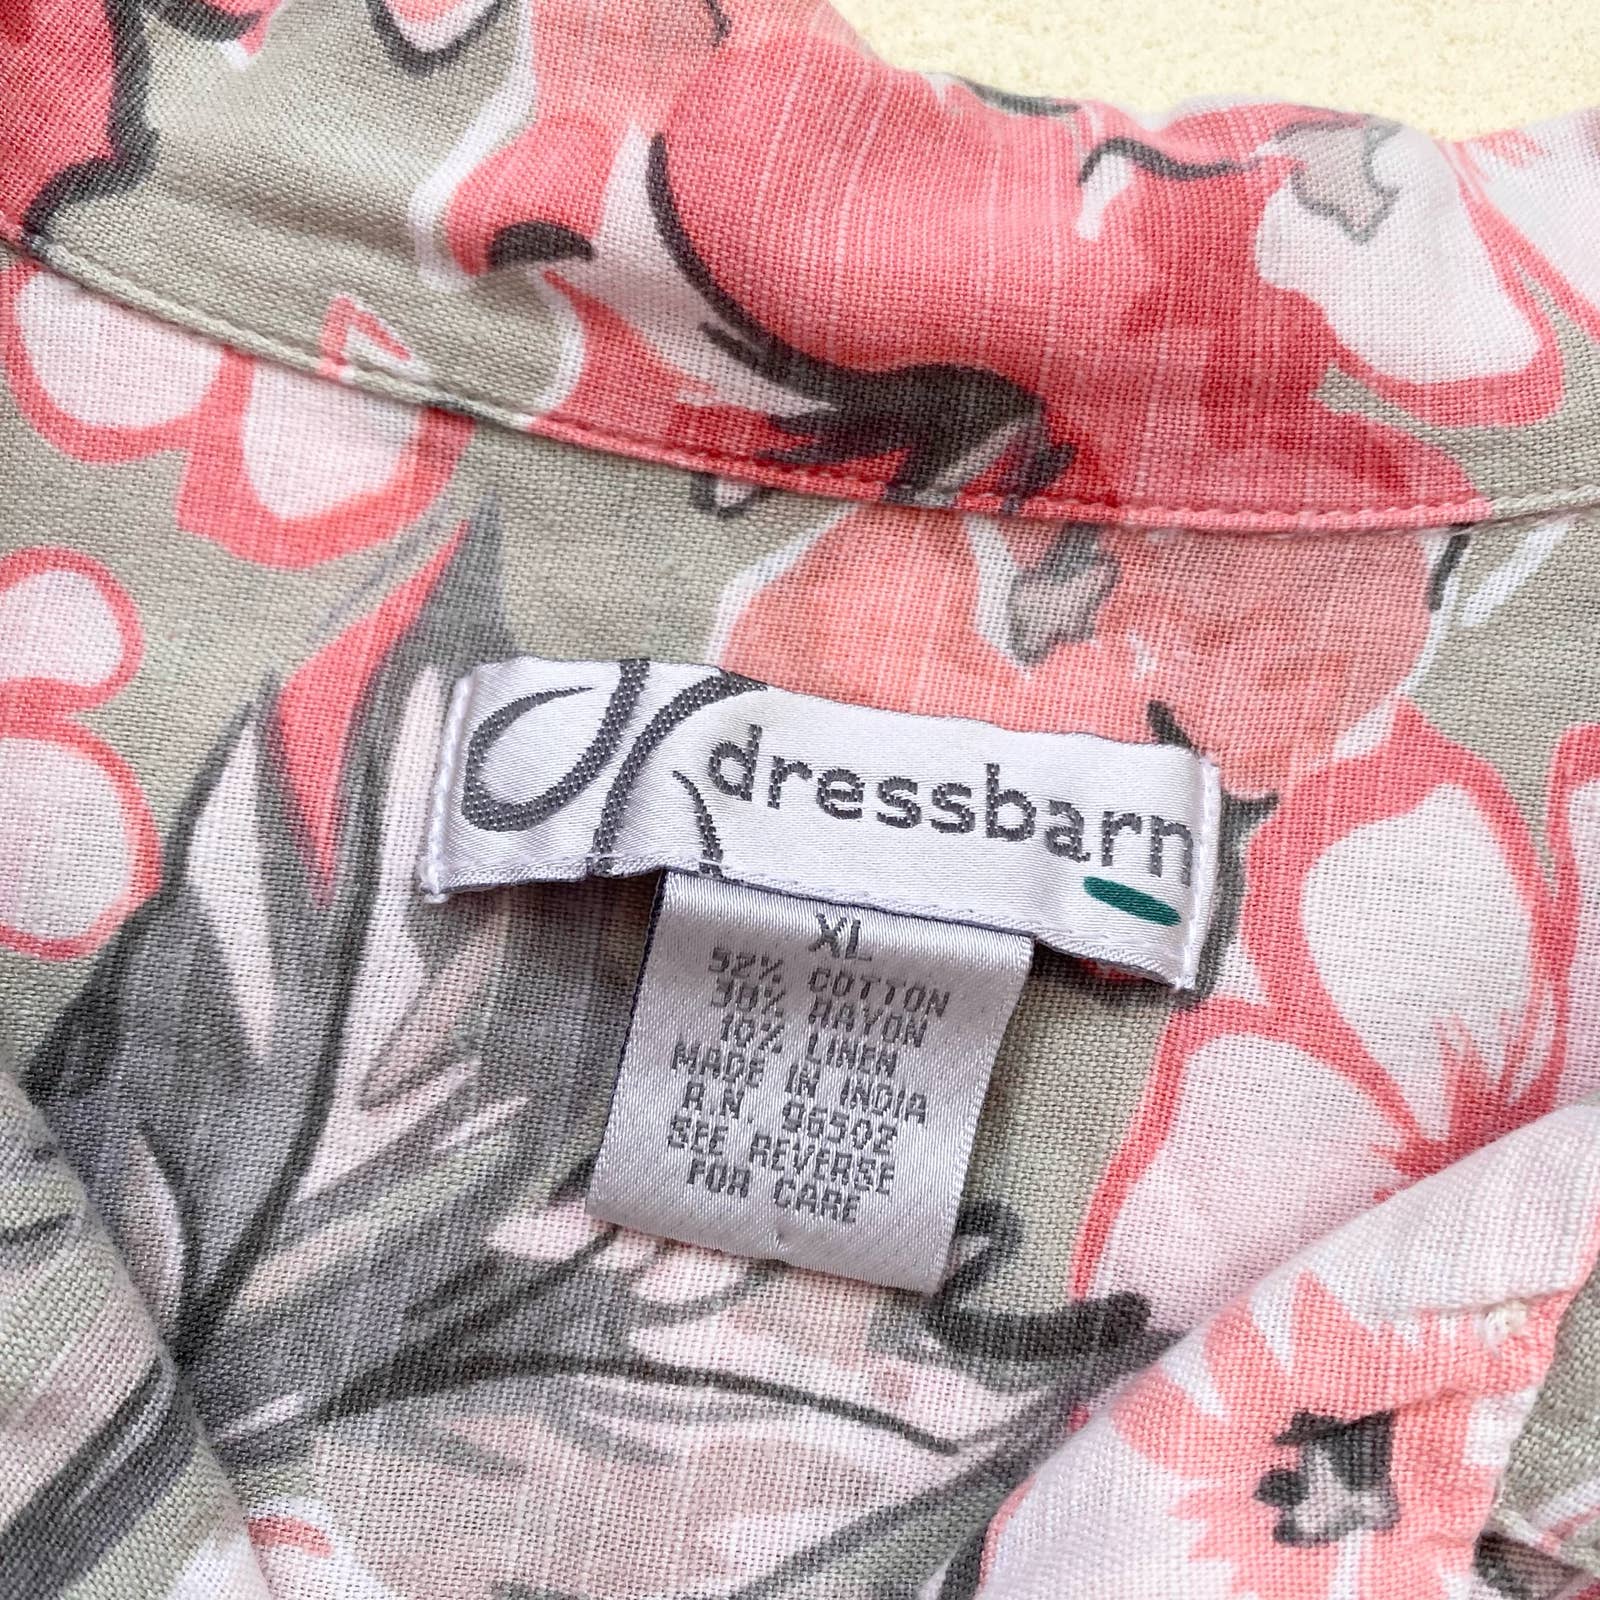 dressbarn
XL
52% COTTON
38% RAYON
10% LINEN
MADE IN INDIA
R.N. 96502
SEE REVERSE
FOR CARE